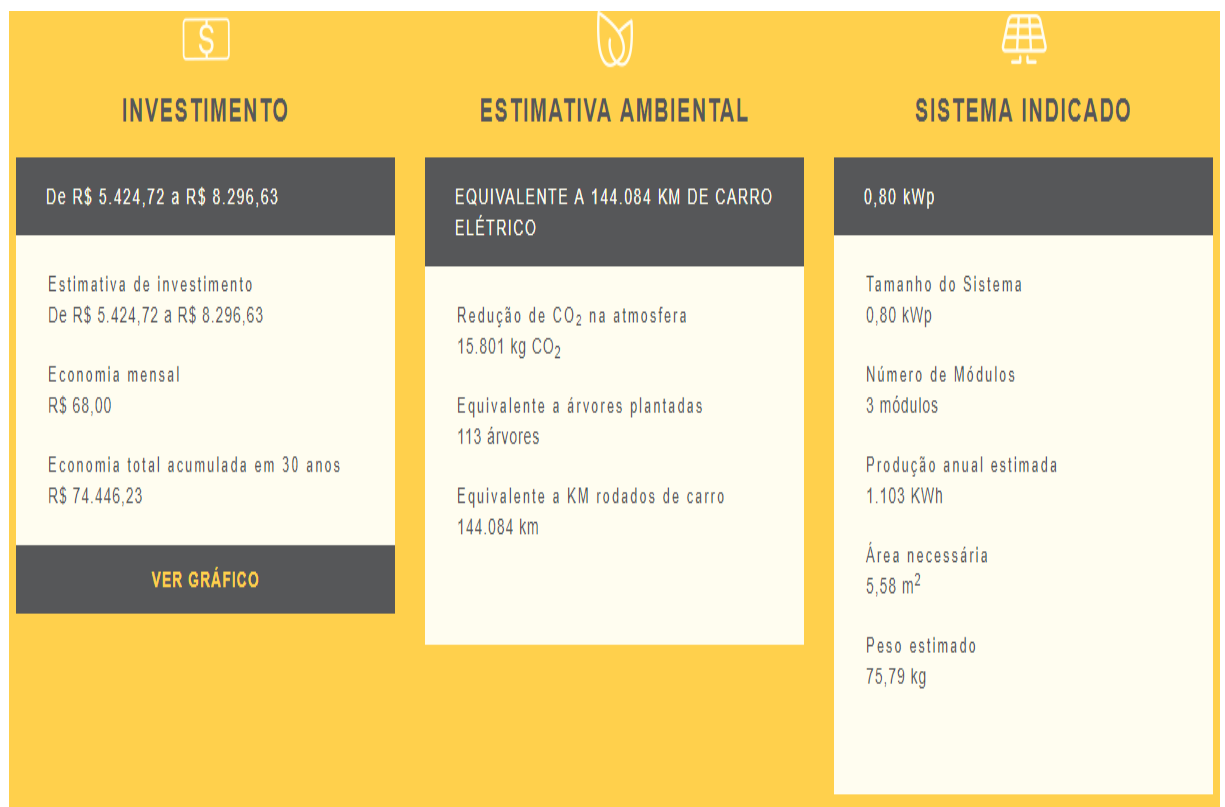 $
INVESTIMENTO
De R$ 5.424,72 a R$ 8.296,63
Estimativa de investimento
De R$ 5.424,72 a R$ 8.296,63
Economia mensal
R$ 68,00
Economia total acumulada em 30 anos
R$ 74.446,23
VER GRÁFICO
ESTIMATIVA AMBIENTAL
EQUIVALENTE A 144.084 KM DE CARRO
ELÉTRICO
Redução de CO₂ na atmosfera
15.801 kg CO₂
Equivalente a árvores plantadas
113 árvores
Equivalente a KM rodados de carro
144.084 km
SISTEMA INDICADO
0,80 kWp
Tamanho do Sistema
0,80 kWp
Número de Módulos
3 módulos
Produção anual estimada
1.103 KWh
Área necessária
5,58 m²
Peso estimado
75,79 kg